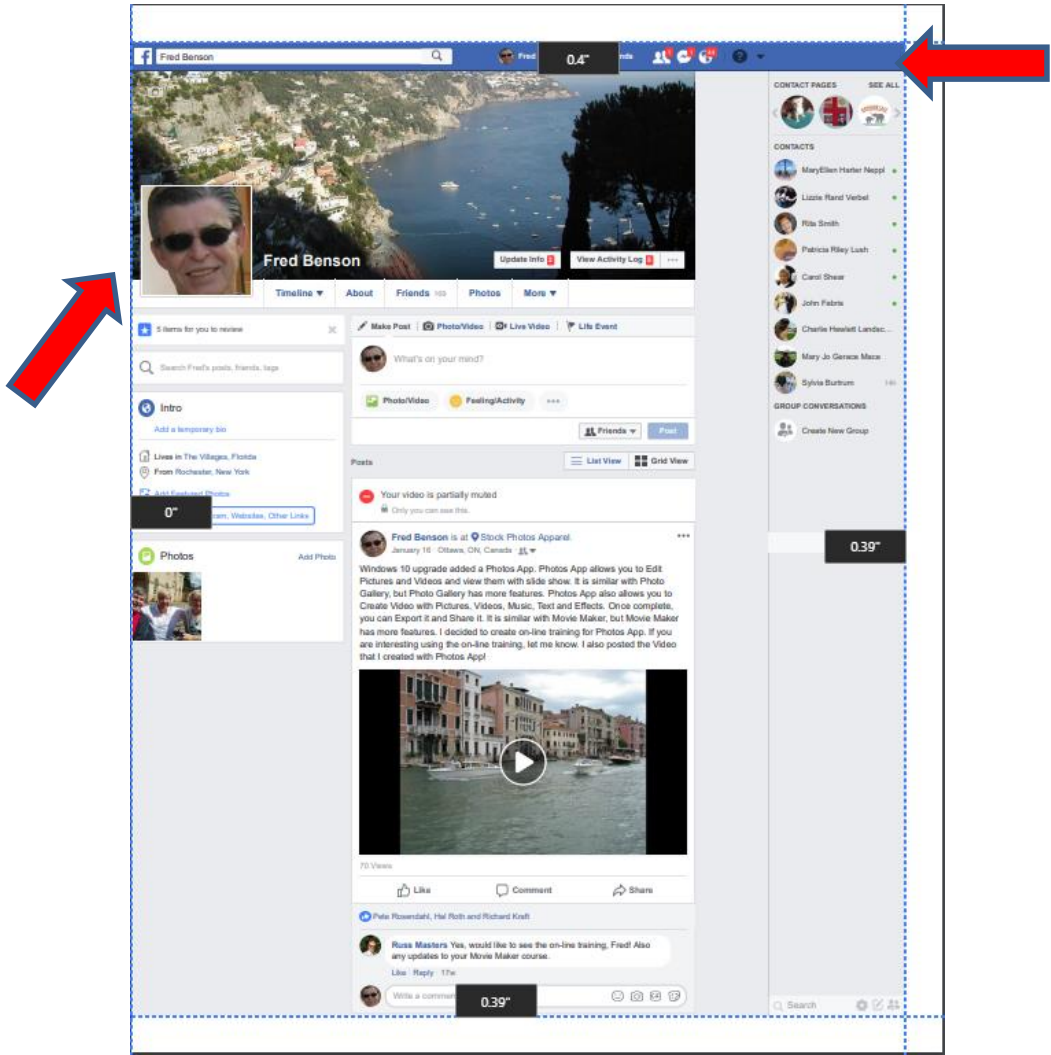 f Fred Benson
Fred
0.4"
CONTACT PAGES SEE ALL
CONTACTS
MaryEllen Harter Neppl
Lizzie Rand Verbel
Rita Smith
Patricia Riley Lush
Carol Shear
John Fabris
Charlie Hewlett Landsc...
Mary Jo Gerace Mace
Sylvia Burtrum 14h
GROUP CONVERSATIONS
Create New Group
Fred Benson
Update Info
View Activity Log
Timeline About Friends Photos More
5 items for you to review
Search Fred's posts, friends, tags
Intro
Add a temporary bio
Lives in The Villages, Florida
From Rochester, New York
Add Featured Photos
0"
am, Websites, Other Links
Photos Add Photo
Make Post Photo/Video Live Video Life Event
What's on your mind?
Photo/Video Feeling/Activity
Friends Post
Posts List View Grid View
Your video is partially muted
Only you can see this.
Fred Benson is at Stock Photos Apparel.
January 16 · Ottawa, ON, Canada ·
Windows 10 upgrade added a Photos App. Photos App allows you to Edit
Pictures and Videos and view them with slide show. It is similar with Photo
Gallery, but Photo Gallery has more features. Photos App also allows you to
Create Video with Pictures, Videos, Music, Text and Effects. Once complete,
you can Export it and Share it. It is similar with Movie Maker, but Movie Maker
has more features. I decided to create on-line training for Photos App. If you
are interesting using the on-line training, let me know. I also posted the Video
that I created with Photos App!
70 Views
Like Comment Share
Pete Rosendahl, Hal Roth and Richard Kraft
Russ Masters Yes, would like to see the on-line training, Fred! Also
any updates to your Movie Maker course.
Like · Reply · 17w
Write a commen
0.39"
0.39"
Search